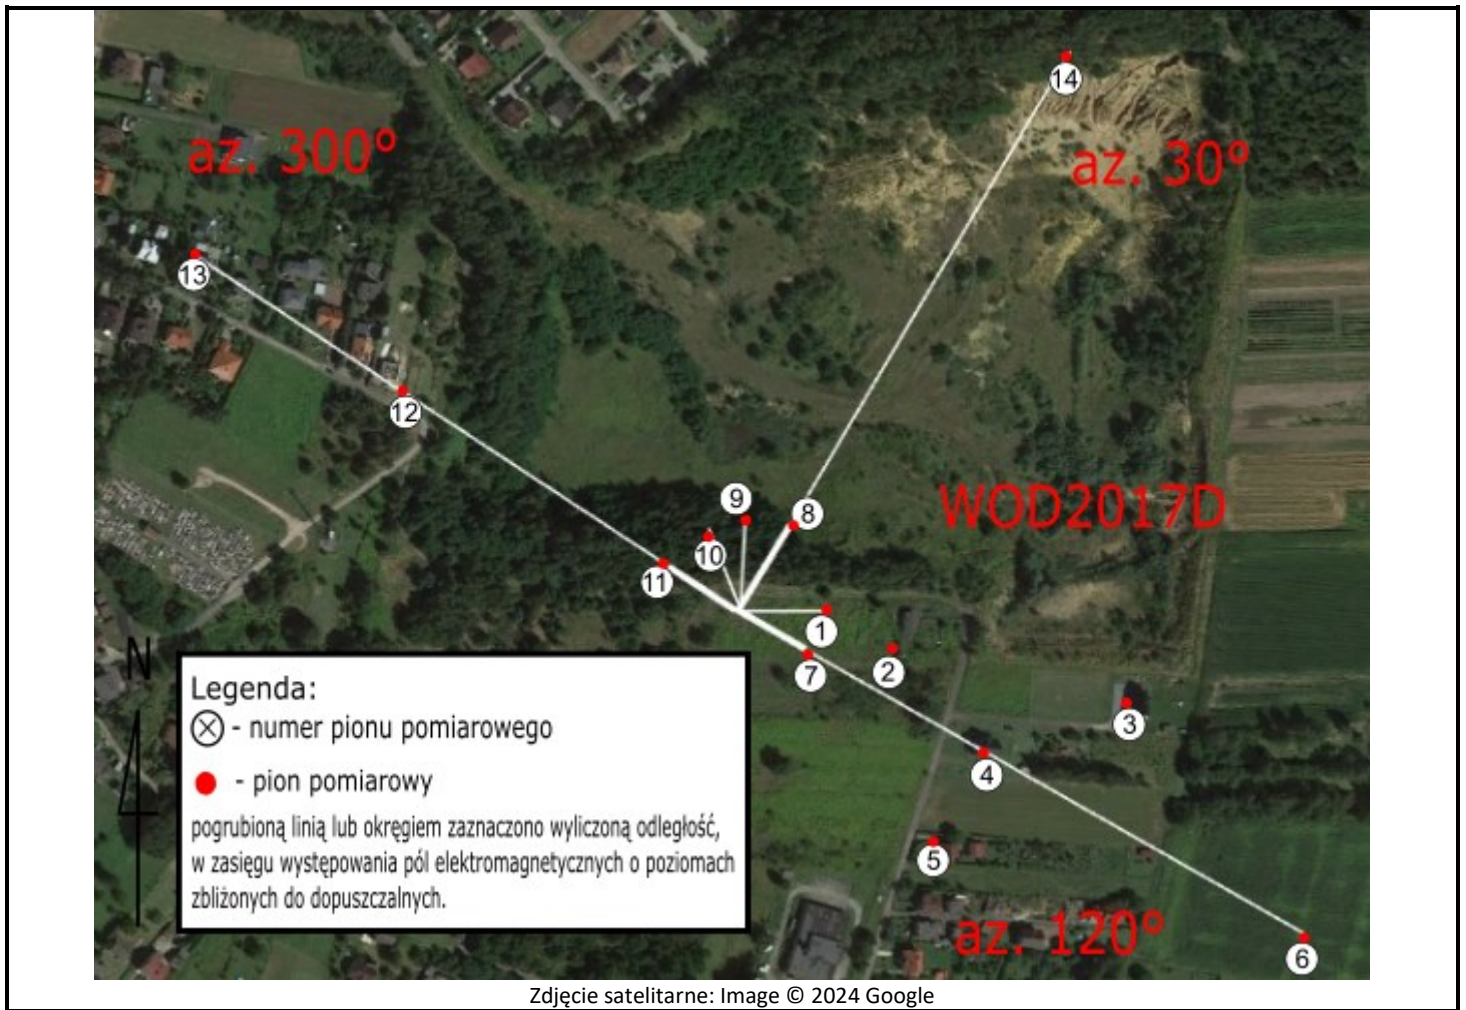 14
az. 300°
az. 30°
13
12
9
8
WOD2017D
10
11
1
2
7
3
4
5
az. 120°
6
N
Legenda:
- numer pionu pomiarowego
- pion pomiarowy
pogrubioną linią lub okręgiem zaznaczono wyliczoną odległość,
w zasięgu występowania pól elektromagnetycznych o poziomach
zbliżonych do dopuszczalnych.
Zdjęcie satelitarne: Image © 2024 Google